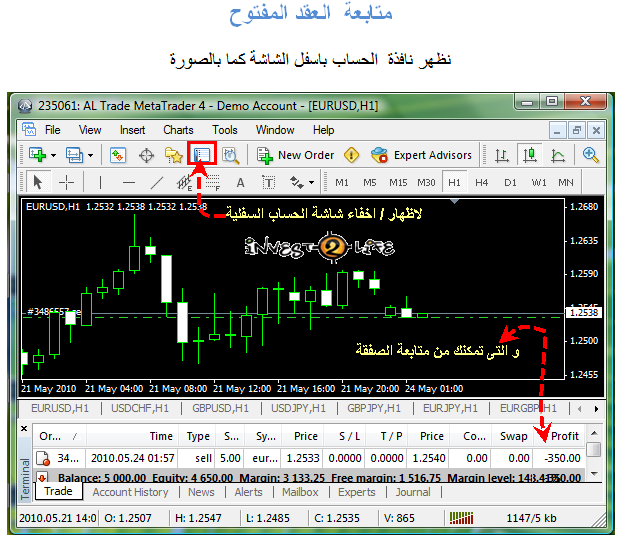 متابعة العقد المفتوح
نظهر نافذة الحساب باسفل الشاشة كما بالصورة
235061: AL Trade MetaTrader 4 - Demo Account - [EURUSD,H1]
File View Insert Charts Tools Window Help
New Order Expert Advisors
A T M1 M5 M15 M30 H1 H4 D1 W1 MN
EURUSD,H1 1.2532 1.2538 1.2532 1.2538
1.2680
لاظهار / اخفاء شاشة الحساب السفلية
INVEST 2 LIFE
1.2635
1.2590
1.2545
1.2538
و التى تمكنك من متابعة الصفقة
1.2500
1.2455
21 May 2010 21 May 04:00 21 May 08:00 21 May 12:00 21 May 16:00 21 May 20:00 24 May 01:00
EURUSD,H1 USDCHF,H1 GBPUSD,H1 USDJPY,H1 GBPJPY,H1 EURJPY,H1 EURGBP,H1
Or... / Time Type S... Sy... Price S / L T / P Price Co... Swap Profit
34... 2010.05.24 01:57 sell 5.00 eur... 1.2533 0.0000 0.0000 1.2540 0.00 0.00 -350.00
Balance: 5 000.00 Equity: 4 650.00 Margin: 3 133.25 Free margin: 1 516.75 Margin level:
Terminal
Trade Account History News Alerts Mailbox Experts Journal
2010.05.21 14:0 O: 1.2507 H: 1.2547 L: 1.2485 C: 1.2535 V: 865 1147/5 kb